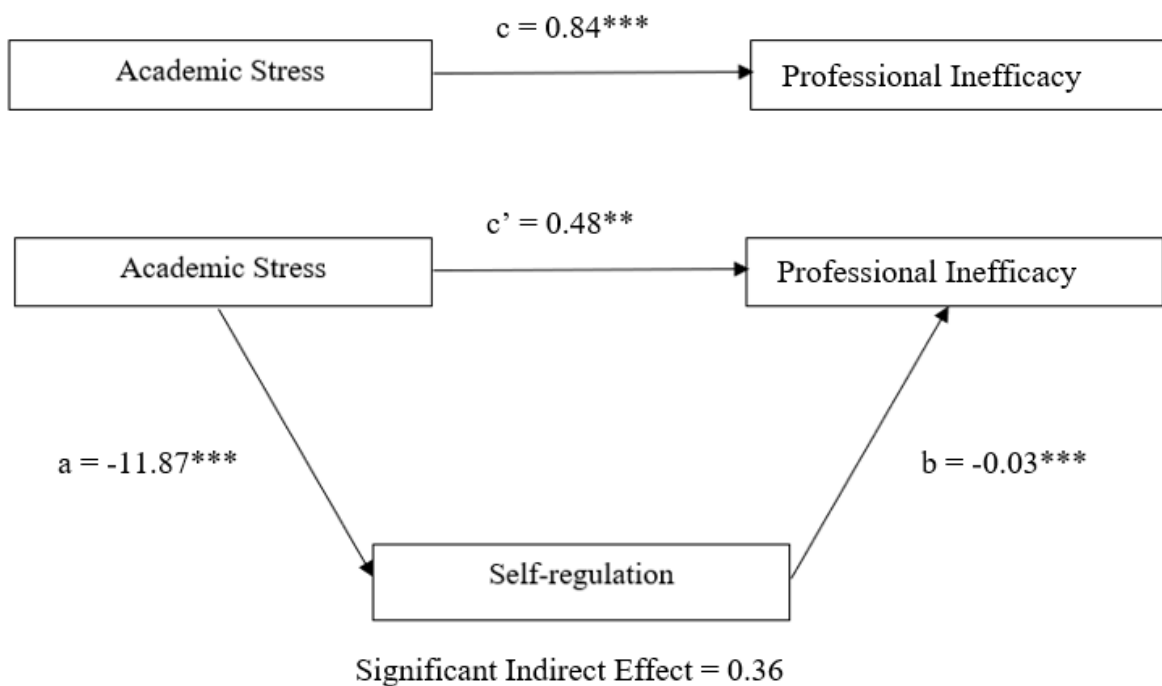 c = 0.84***
Academic Stress
Professional Inefficacy
c’ = 0.48**
Academic Stress
Professional Inefficacy
a = -11.87***
b = -0.03***
Self-regulation
Significant Indirect Effect = 0.36